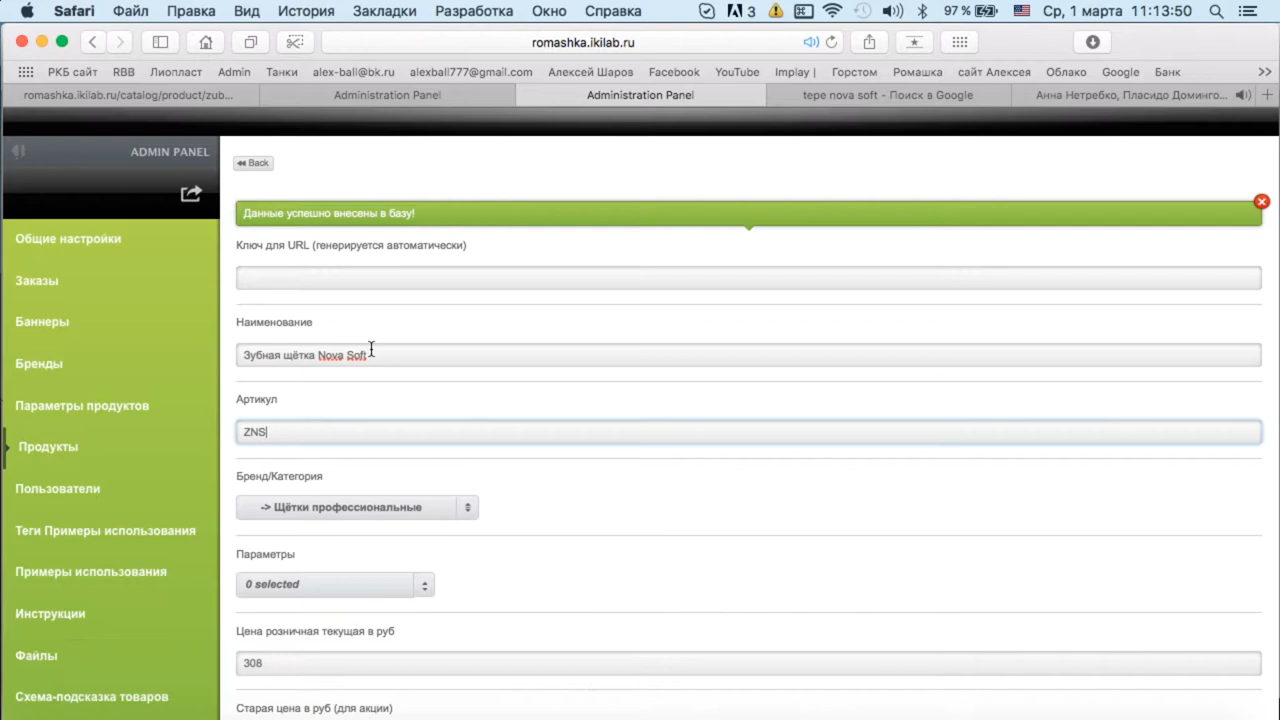 Safari Файл Правка Вид История Закладки Разработка Окно Справка 3 97 % Ср, 1 марта 11:13:50
romashka.ikilab.ru
РКБ сайт RBB Лиопласт Admin Танки alex-ball@bk.ru alexball777@gmail.com Алексей Шаров Facebook YouTube Implay | Горстом Ромашка сайт Алексея Облако Google Банк >>
romashka.ikilab.ru/catalog/product/zub... Administration Panel Administration Panel tepe nova soft - Поиск в Google Анна Нетребко, Пласидо Доминго... +
ADMIN PANEL
Back
Данные успешно внесены в базу!
Общие настройки
Ключ для URL (генерируется автоматически)
Заказы
Баннеры
Наименование
Зубная щётка Nova Soft
Бренды
Артикул
Параметры продуктов
ZNS
Продукты
Бренд/Категория
Пользователи
-> Щётки профессиональные
Теги Примеры использования
Параметры
Примеры использования
0 selected
Инструкции
Цена розничная текущая в руб
Файлы
308
Схема-подсказка товаров
Старая цена в руб (для акции)